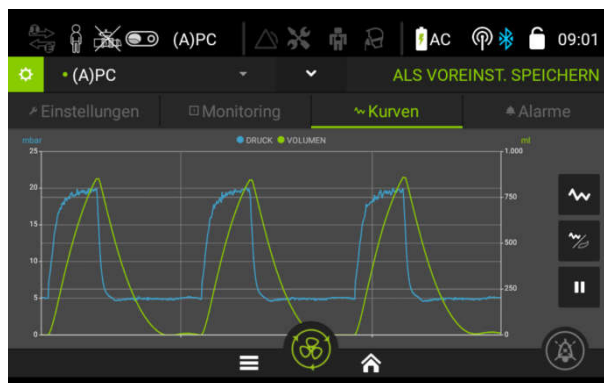 (A)PC AC 09:01
(A)PC ALS VOREINST. SPEICHERN
Einstellungen Monitoring Kurven Alarme
mbar DRUCK VOLUMEN ml
25 1.000
20
750
15
500
10
250
5
0 0